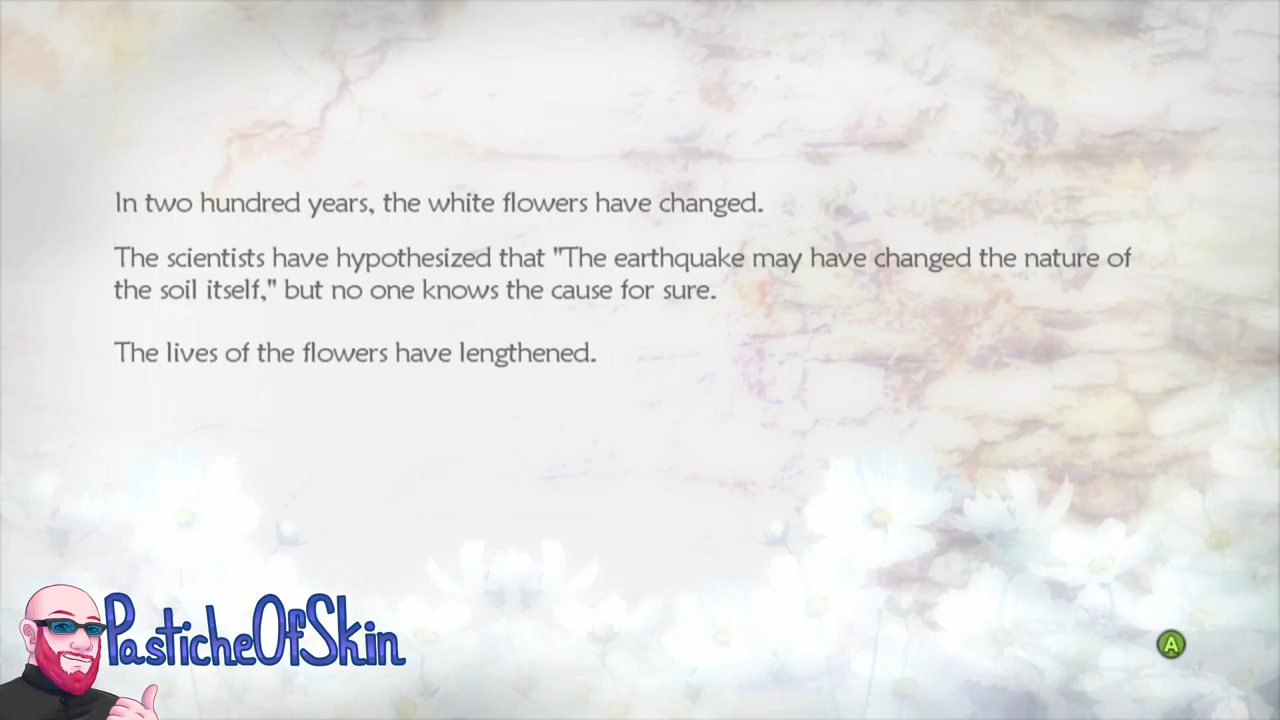 In two hundred years, the white flowers have changed.
The scientists have hypothesized that "The earthquake may have changed the nature of
the soil itself," but no one knows the cause for sure.
The lives of the flowers have lengthened.
PasticheOfSkin
A